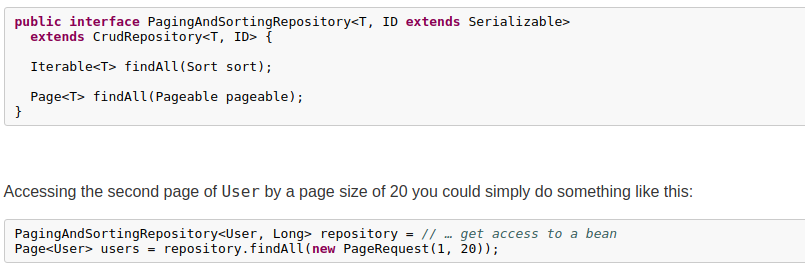 public interface PagingAndSortingRepository<T, ID extends Serializable>
  extends CrudRepository<T, ID> {
  Iterable<T> findAll(Sort sort);
  Page<T> findAll(Pageable pageable);
}
Accessing the second page of User by a page size of 20 you could simply do something like this:
PagingAndSortingRepository<User, Long> repository = // … get access to a bean
Page<User> users = repository.findAll(new PageRequest(1, 20));